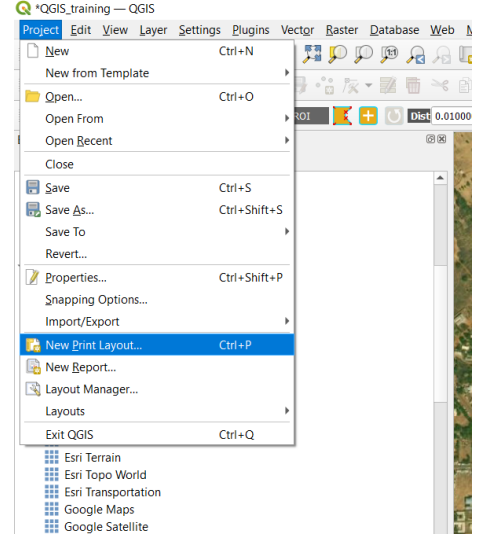 *QGIS_training — QGIS
Project Edit View Layer Settings Plugins Vector Raster Database Web
New Ctrl+N
New from Template
Open... Ctrl+O
Open From
ROI Dist 0.01000
Open Recent
Close
Save Ctrl+S
Save As... Ctrl+Shift+S
Save To
Revert...
Properties... Ctrl+Shift+P
Snapping Options...
Import/Export
New Print Layout... Ctrl+P
New Report...
Layout Manager...
Layouts
Exit QGIS Ctrl+Q
Esri Terrain
Esri Topo World
Esri Transportation
Google Maps
Google Satellite